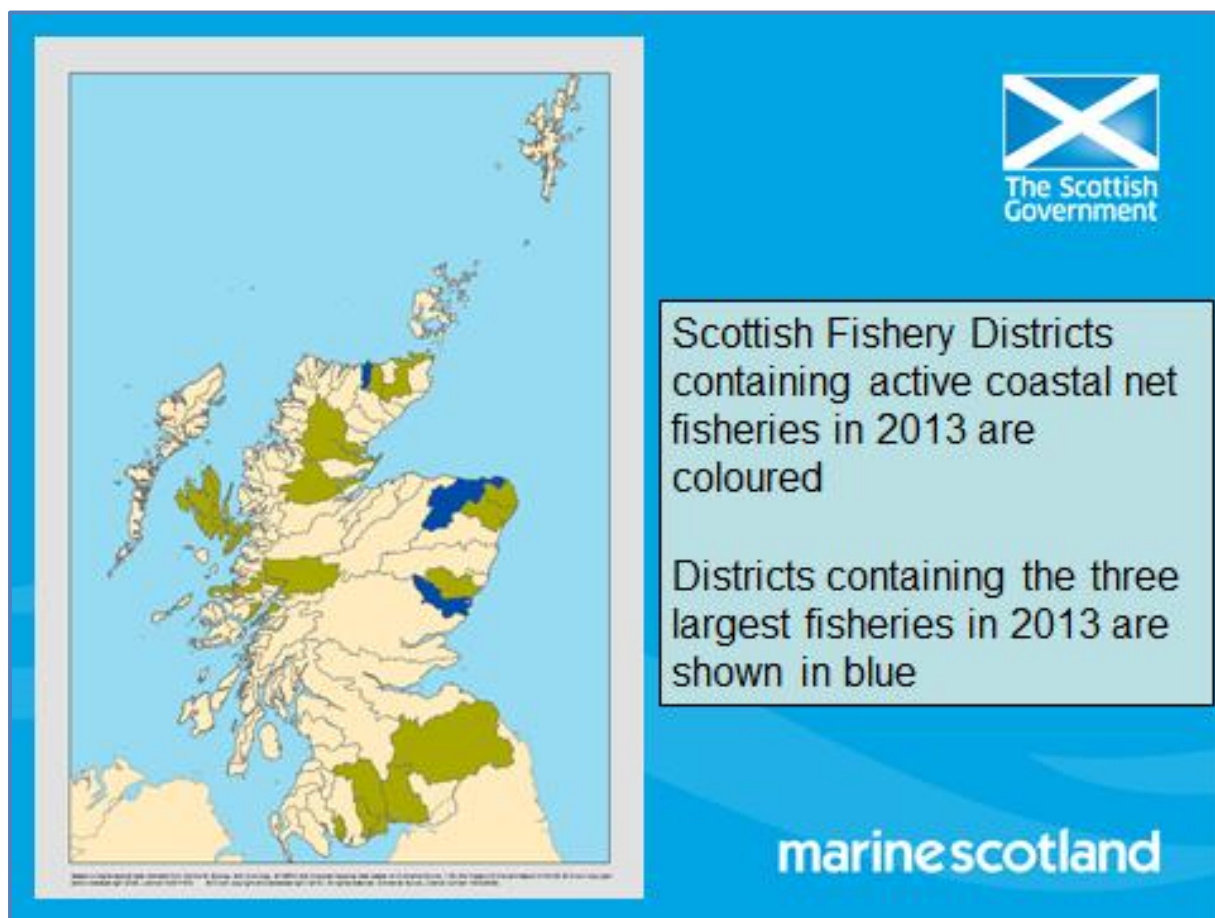 The Scottish
Government
Scottish Fishery Districts
containing active coastal net
fisheries in 2013 are
coloured
Districts containing the three
largest fisheries in 2013 are
shown in blue
marinescotland